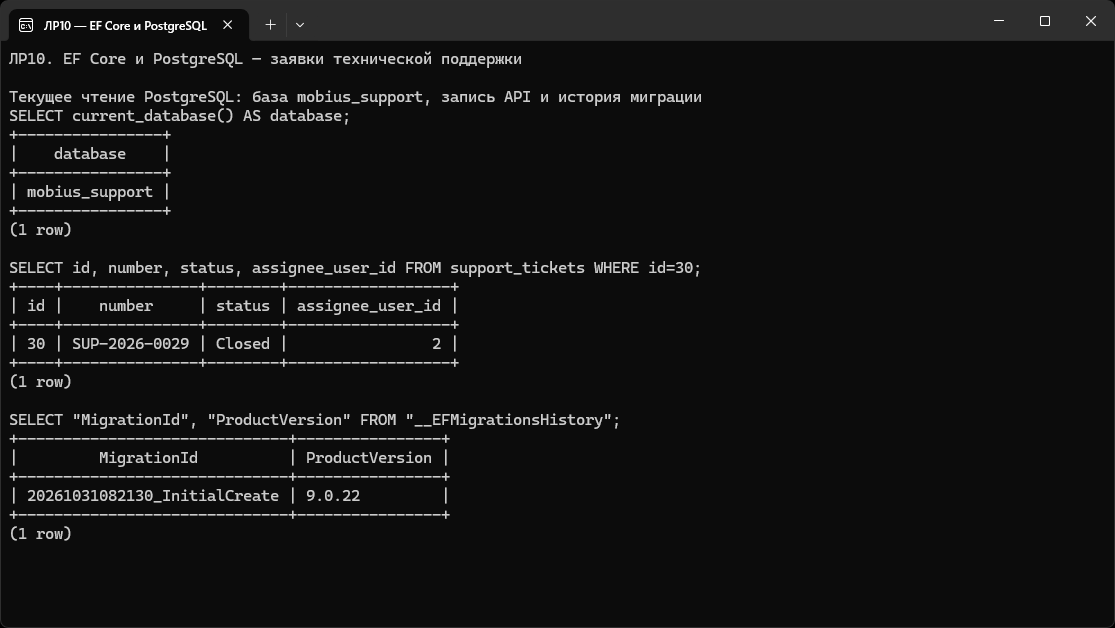 ЛР10 — EF Core и PostgreSQL
ЛР10. EF Core и PostgreSQL — заявки технической поддержки
Текущее чтение PostgreSQL: база mobius_support, запись API и история миграции
SELECT current_database() AS database;
+----------------+
|    database    |
+----------------+
| mobius_support |
+----------------+
(1 row)
SELECT id, number, status, assignee_user_id FROM support_tickets WHERE id=30;
+----+---------------+--------+------------------+
| id |    number     | status | assignee_user_id |
+----+---------------+--------+------------------+
| 30 | SUP-2026-0029 | Closed |                2 |
+----+---------------+--------+------------------+
(1 row)
SELECT "MigrationId", "ProductVersion" FROM "__EFMigrationsHistory";
+------------------------------+----------------+
|         MigrationId          | ProductVersion |
+------------------------------+----------------+
| 20261031082130_InitialCreate | 9.0.22         |
+------------------------------+----------------+
(1 row)